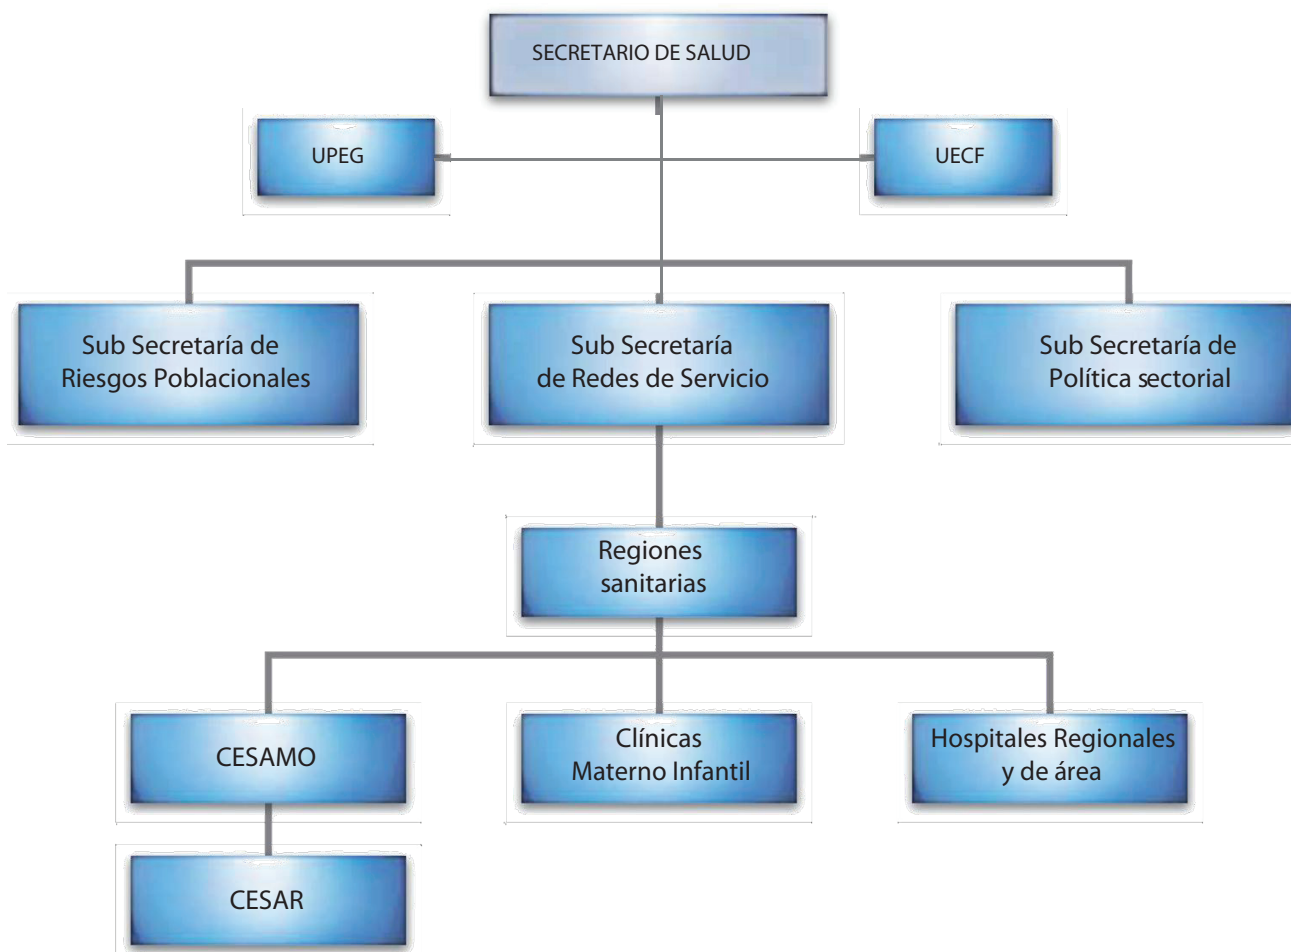 SECRETARIO DE SALUD
UPEG
UECF
Sub Secretaría de
Riesgos Poblacionales
Sub Secretaría
de Redes de Servicio
Sub Secretaría de
Política sectorial
Regiones
sanitarias
CESAMO
Clínicas
Materno Infantil
Hospitales Regionales
y de área
CESAR